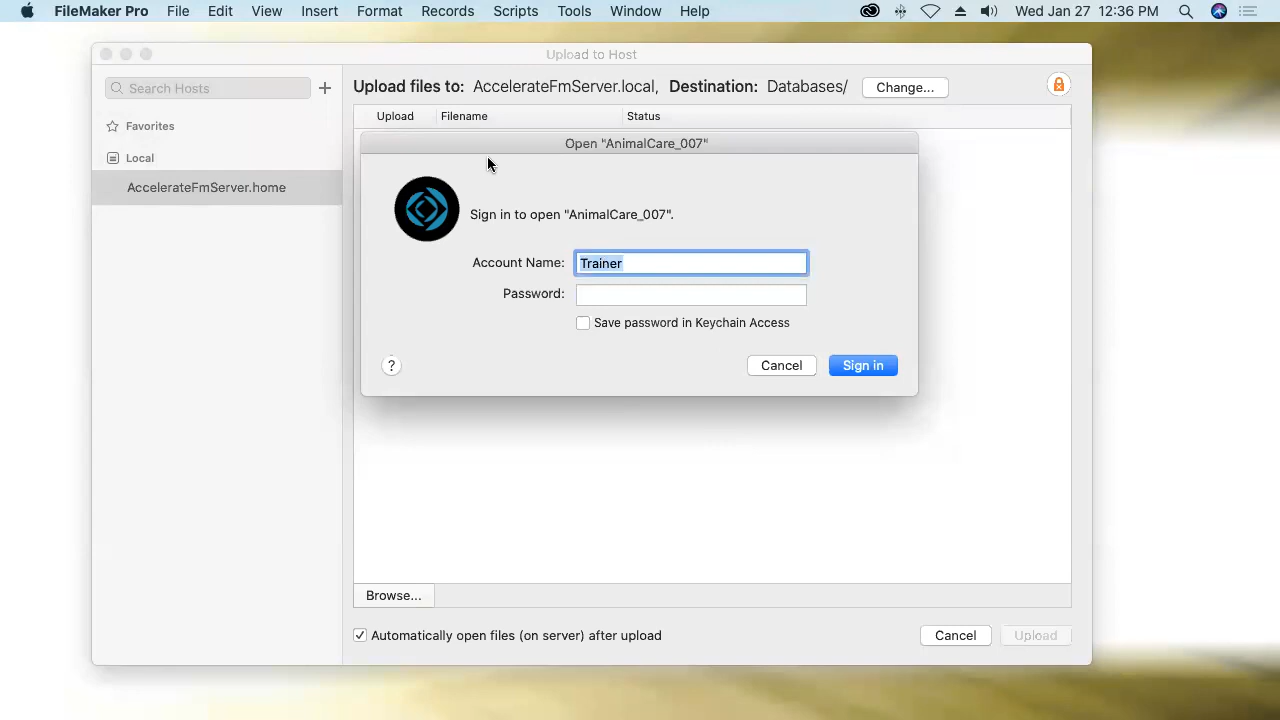 FileMaker Pro File Edit View Insert Format Records Scripts Tools Window Help Wed Jan 27 12:36 PM
Upload to Host
Search Hosts
Favorites
Local
AccelerateFmServer.home
Upload files to: AccelerateFmServer.local, Destination: Databases/ Change...
Upload Filename Status
Open "AnimalCare_007"
Sign in to open "AnimalCare_007".
Account Name: Trainer
Password:
Save password in Keychain Access
? Cancel Sign in
Browse...
Automatically open files (on server) after upload Cancel Upload